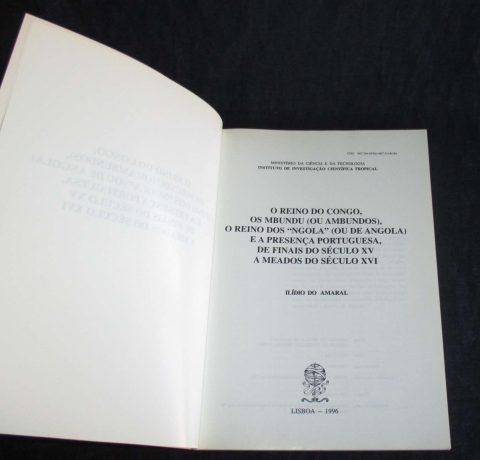 MINISTÉRIO DA CIÊNCIA E DA TECNOLOGIA
INSTITUTO DE INVESTIGAÇÃO CIENTÍFICA TROPICAL
O REINO DO CONGO,
OS MBUNDU (OU AMBUNDOS),
O REINO DOS "NGOLA" (OU DE ANGOLA)
E A PRESENÇA PORTUGUESA,
DE FINAIS DO SÉCULO XV
A MEADOS DO SÉCULO XVI
ILÍDIO DO AMARAL
LISBOA – 1996